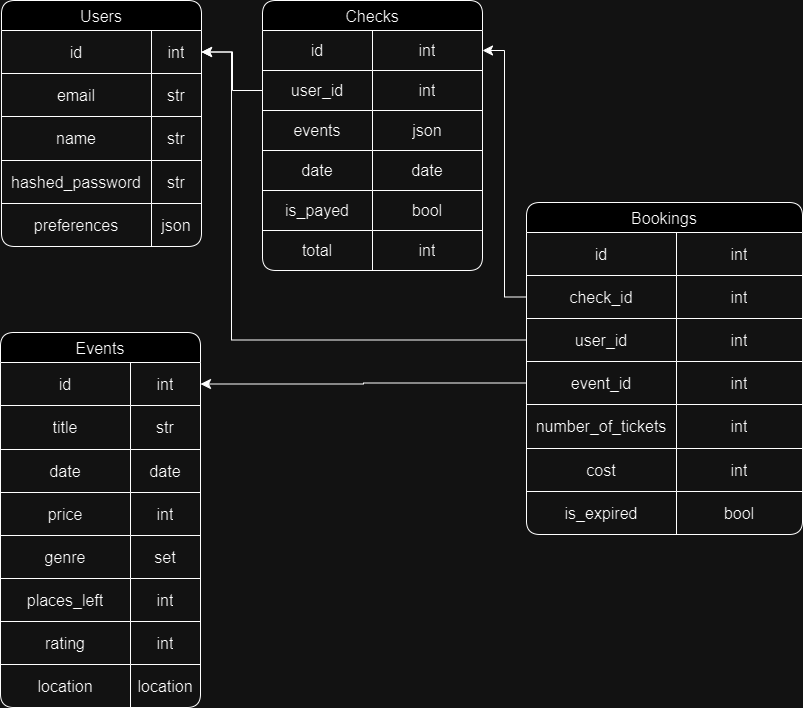 Users
id int
email str
name str
hashed_password str
preferences json
Checks
id int
user_id int
events json
date date
is_payed bool
total int
Bookings
id int
check_id int
user_id int
event_id int
number_of_tickets int
cost int
is_expired bool
Events
id int
title str
date date
price int
genre set
places_left int
rating int
location location